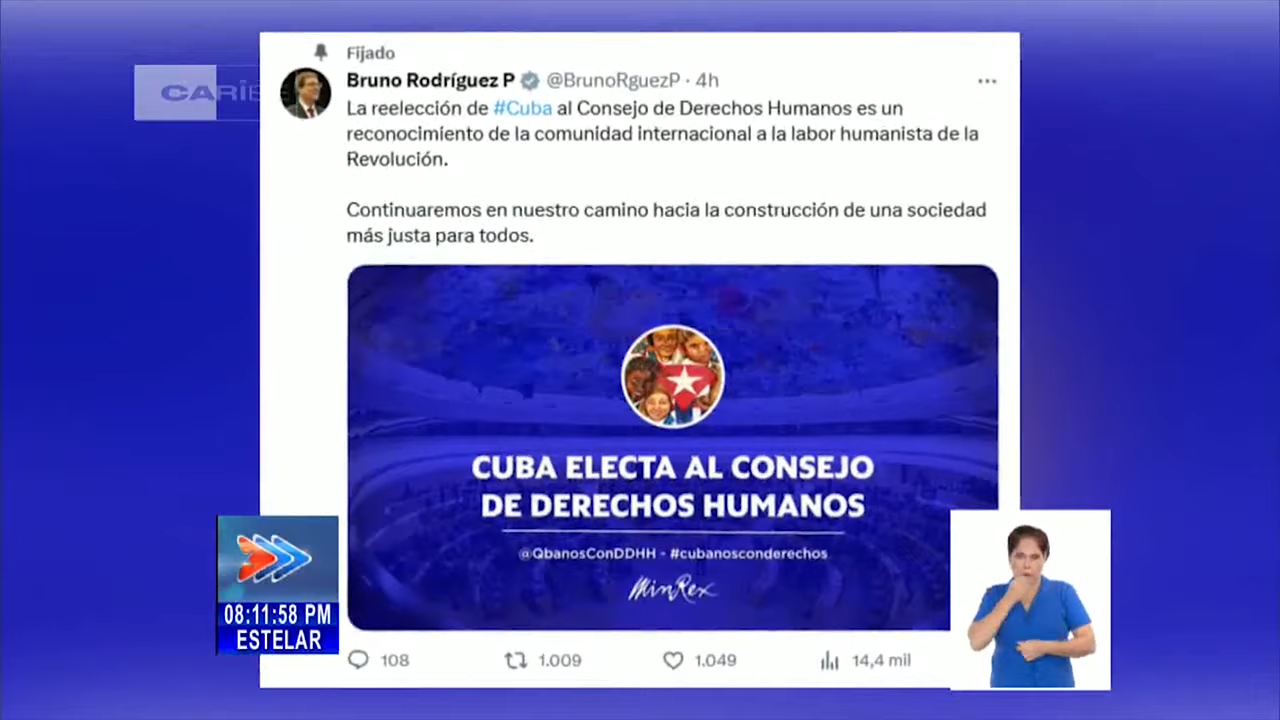 Fijado
Bruno Rodríguez P @BrunoRguezP · 4h
La reelección de #Cuba al Consejo de Derechos Humanos es un
reconocimiento de la comunidad internacional a la labor humanista de la
Revolución.
Continuaremos en nuestro camino hacia la construcción de una sociedad
más justa para todos.
CARIBE
CUBA ELECTA AL CONSEJO
DE DERECHOS HUMANOS
@QbanosConDDHH - #cubanosconderechos
MinRex
108 1.009 1.049 14,4 mil
08:11:58 PM
ESTELAR